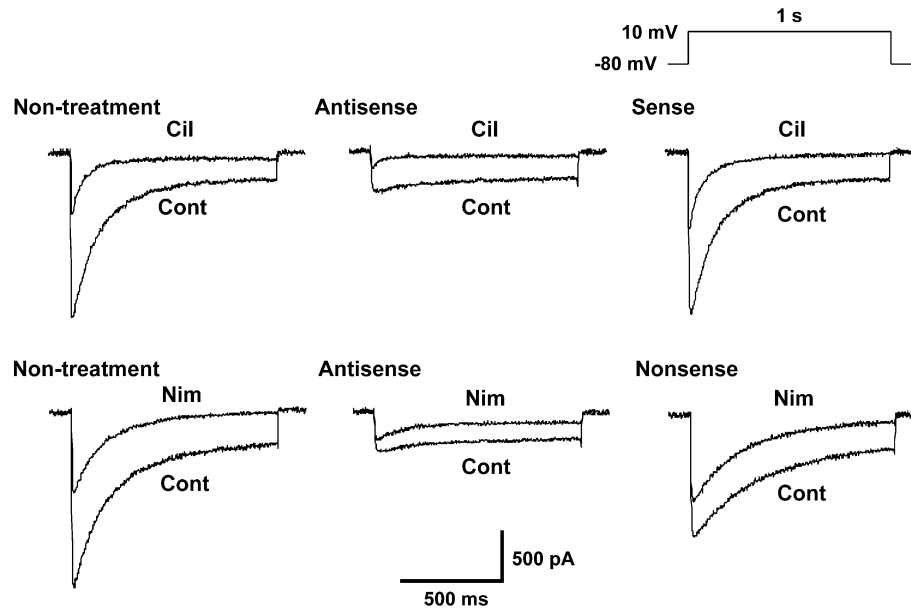 1 s
10 mV
-80 mV
Non-treatment
Antisense
Sense
Cil
Cil
Cil
Cont
Cont
Cont
Non-treatment
Antisense
Nonsense
Nim
Nim
Nim
Cont
Cont
Cont
500 pA
500 ms